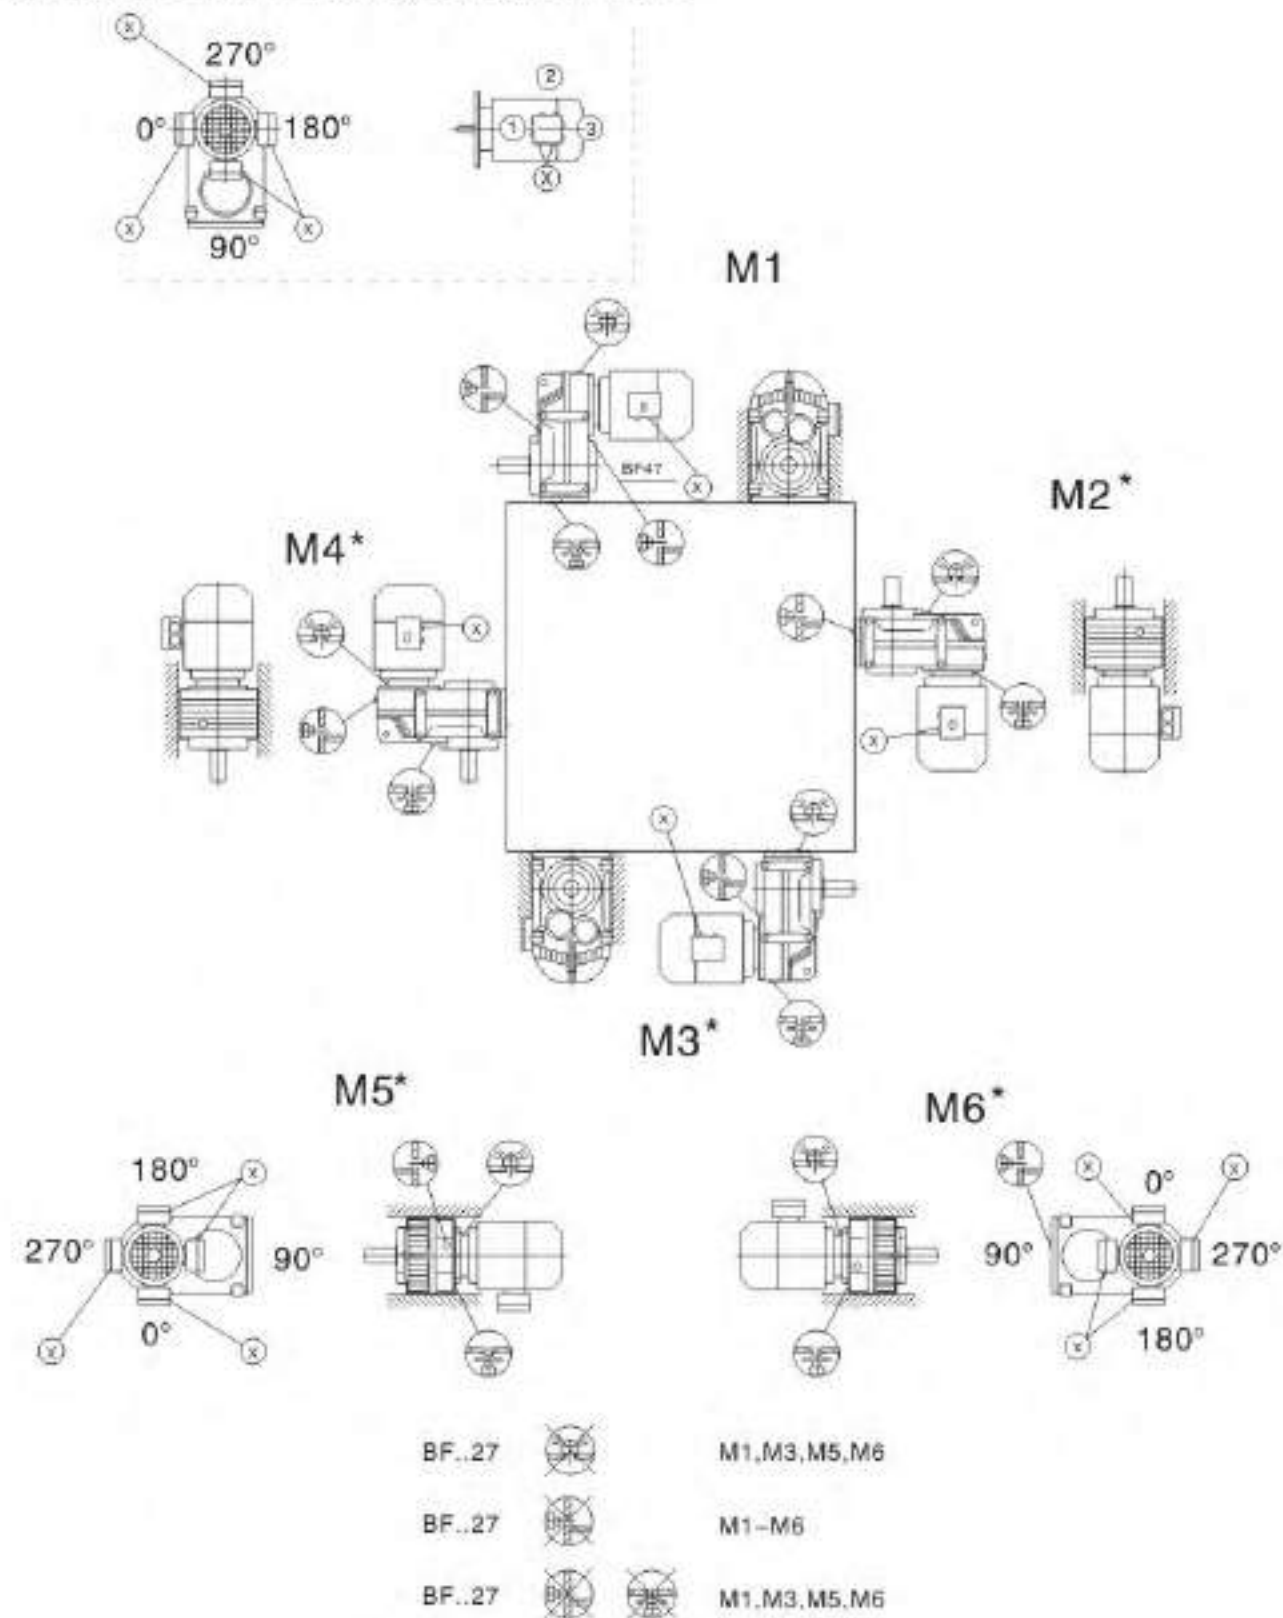 X
270°
2
0°
180°
1
3
X
X
X
90°
M1
BF47
X
M2*
M4*
X
X
X
M3*
M5*
M6*
180°
X
X
0°
X
270°
90°
90°
270°
0°
X
X
X
180°
BF..27 M1,M3,M5,M6
BF..27 M1-M6
BF..27 M1,M3,M5,M6